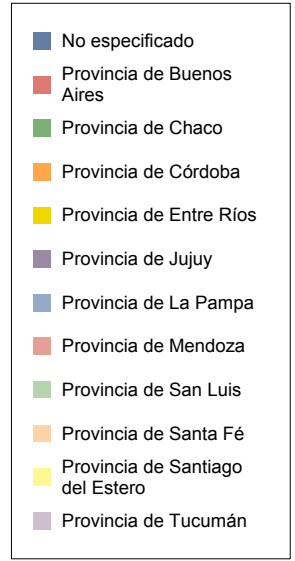 No especificado
Provincia de Buenos
Aires
Provincia de Chaco
Provincia de Córdoba
Provincia de Entre Ríos
Provincia de Jujuy
Provincia de La Pampa
Provincia de Mendoza
Provincia de San Luis
Provincia de Santa Fé
Provincia de Santiago
del Estero
Provincia de Tucumán